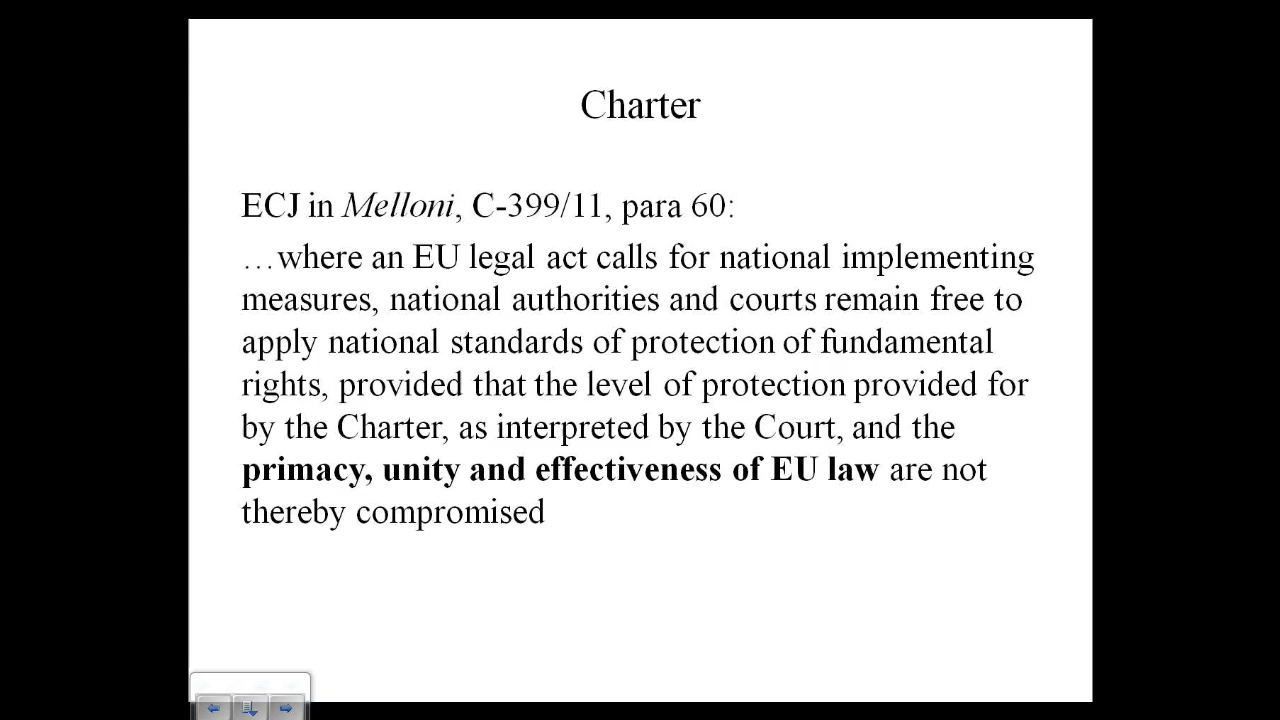 Charter
ECJ in Melloni, C-399/11, para 60:
…where an EU legal act calls for national implementing
measures, national authorities and courts remain free to
apply national standards of protection of fundamental
rights, provided that the level of protection provided for
by the Charter, as interpreted by the Court, and the
primacy, unity and effectiveness of EU law are not
thereby compromised